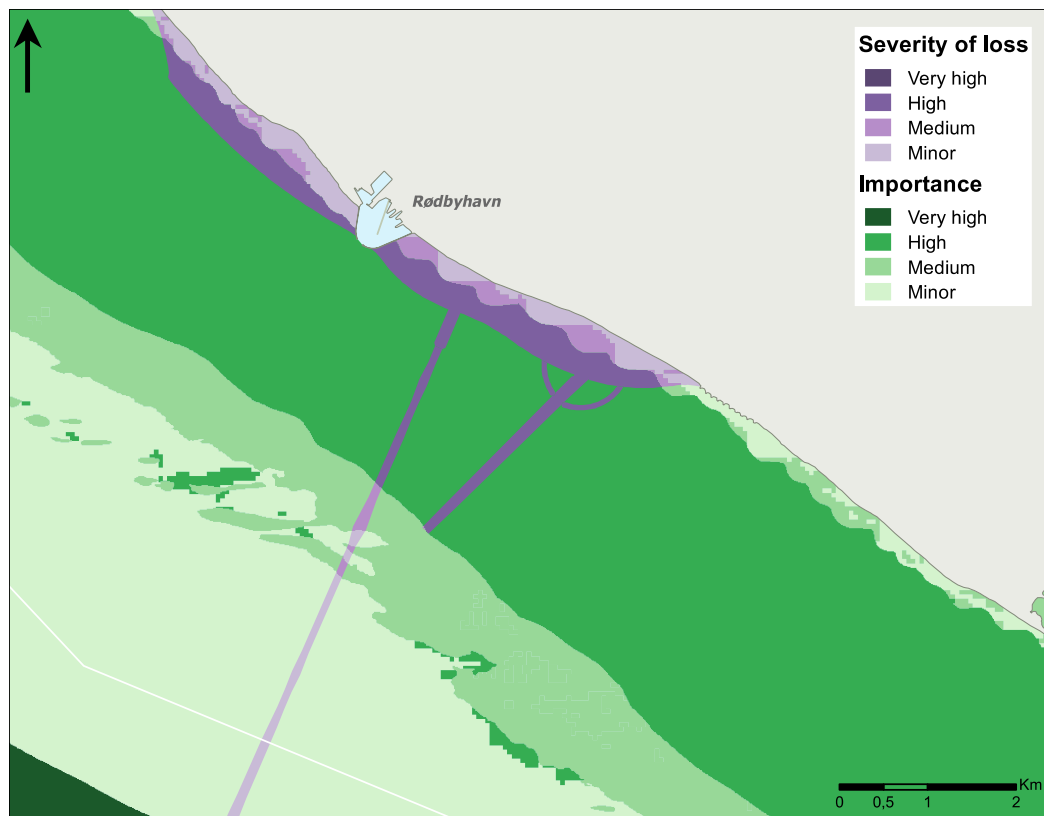 Severity of loss
Very high
High
Medium
Minor
Importance
Very high
High
Medium
Minor
Rødbyhavn
Km
0 0,5 1 2